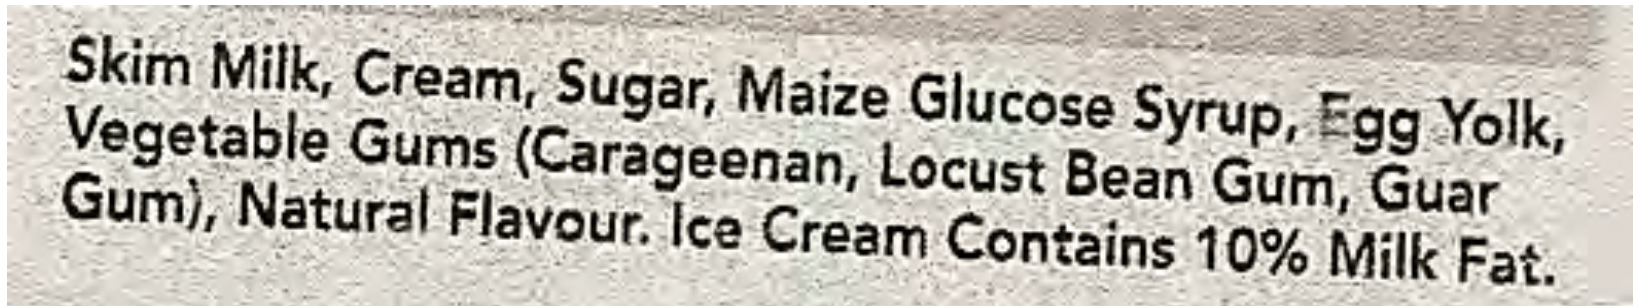 Skim Milk, Cream, Sugar, Maize Glucose Syrup, Egg Yolk,
Vegetable Gums (Carageenan, Locust Bean Gum, Guar
Gum), Natural Flavour. Ice Cream Contains 10% Milk Fat.